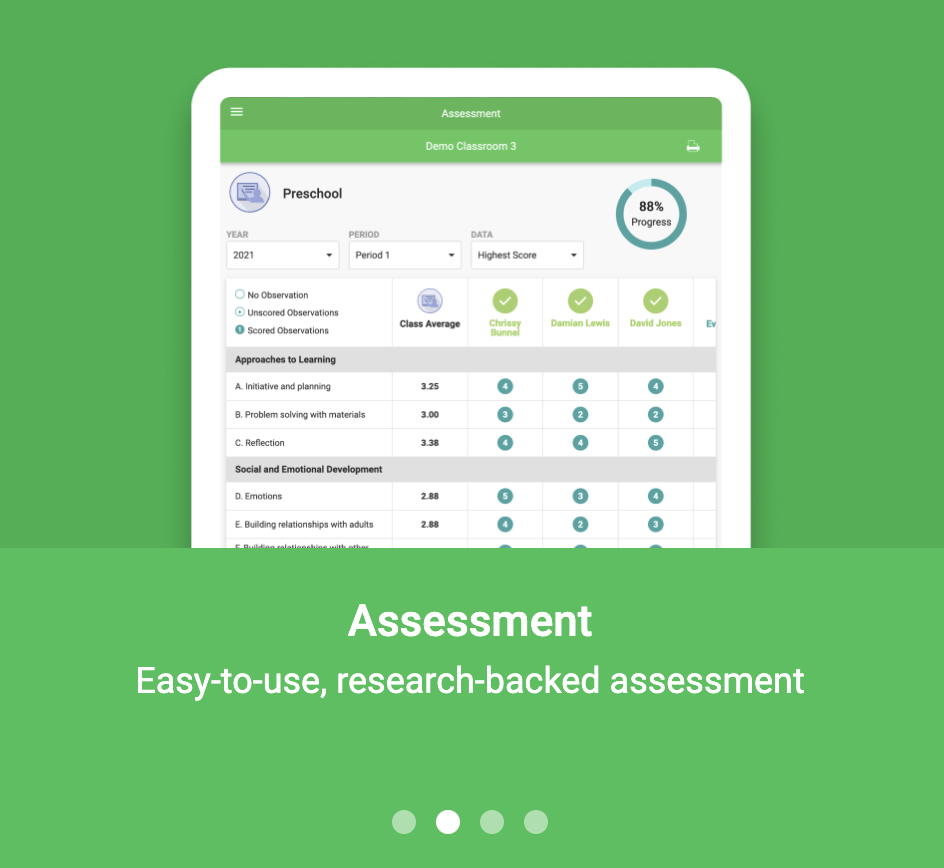 Assessment
Demo Classroom 3
Preschool
88%
Progress
YEAR PERIOD DATA
2021 Period 1 Highest Score
No Observation
Unscored Observations
1 Scored Observations
Class Average
Chrissy
Bunnel
Damian Lewis
David Jones
Ev
Approaches to Learning
A. Initiative and planning 3.25 4 5 4
B. Problem solving with materials 3.00 3 2 2
C. Reflection 3.38 4 4 5
Social and Emotional Development
D. Emotions 2.88 5 3 4
E. Building relationships with adults 2.88 4 2 3
F. Building relationships with other
Assessment
Easy-to-use, research-backed assessment